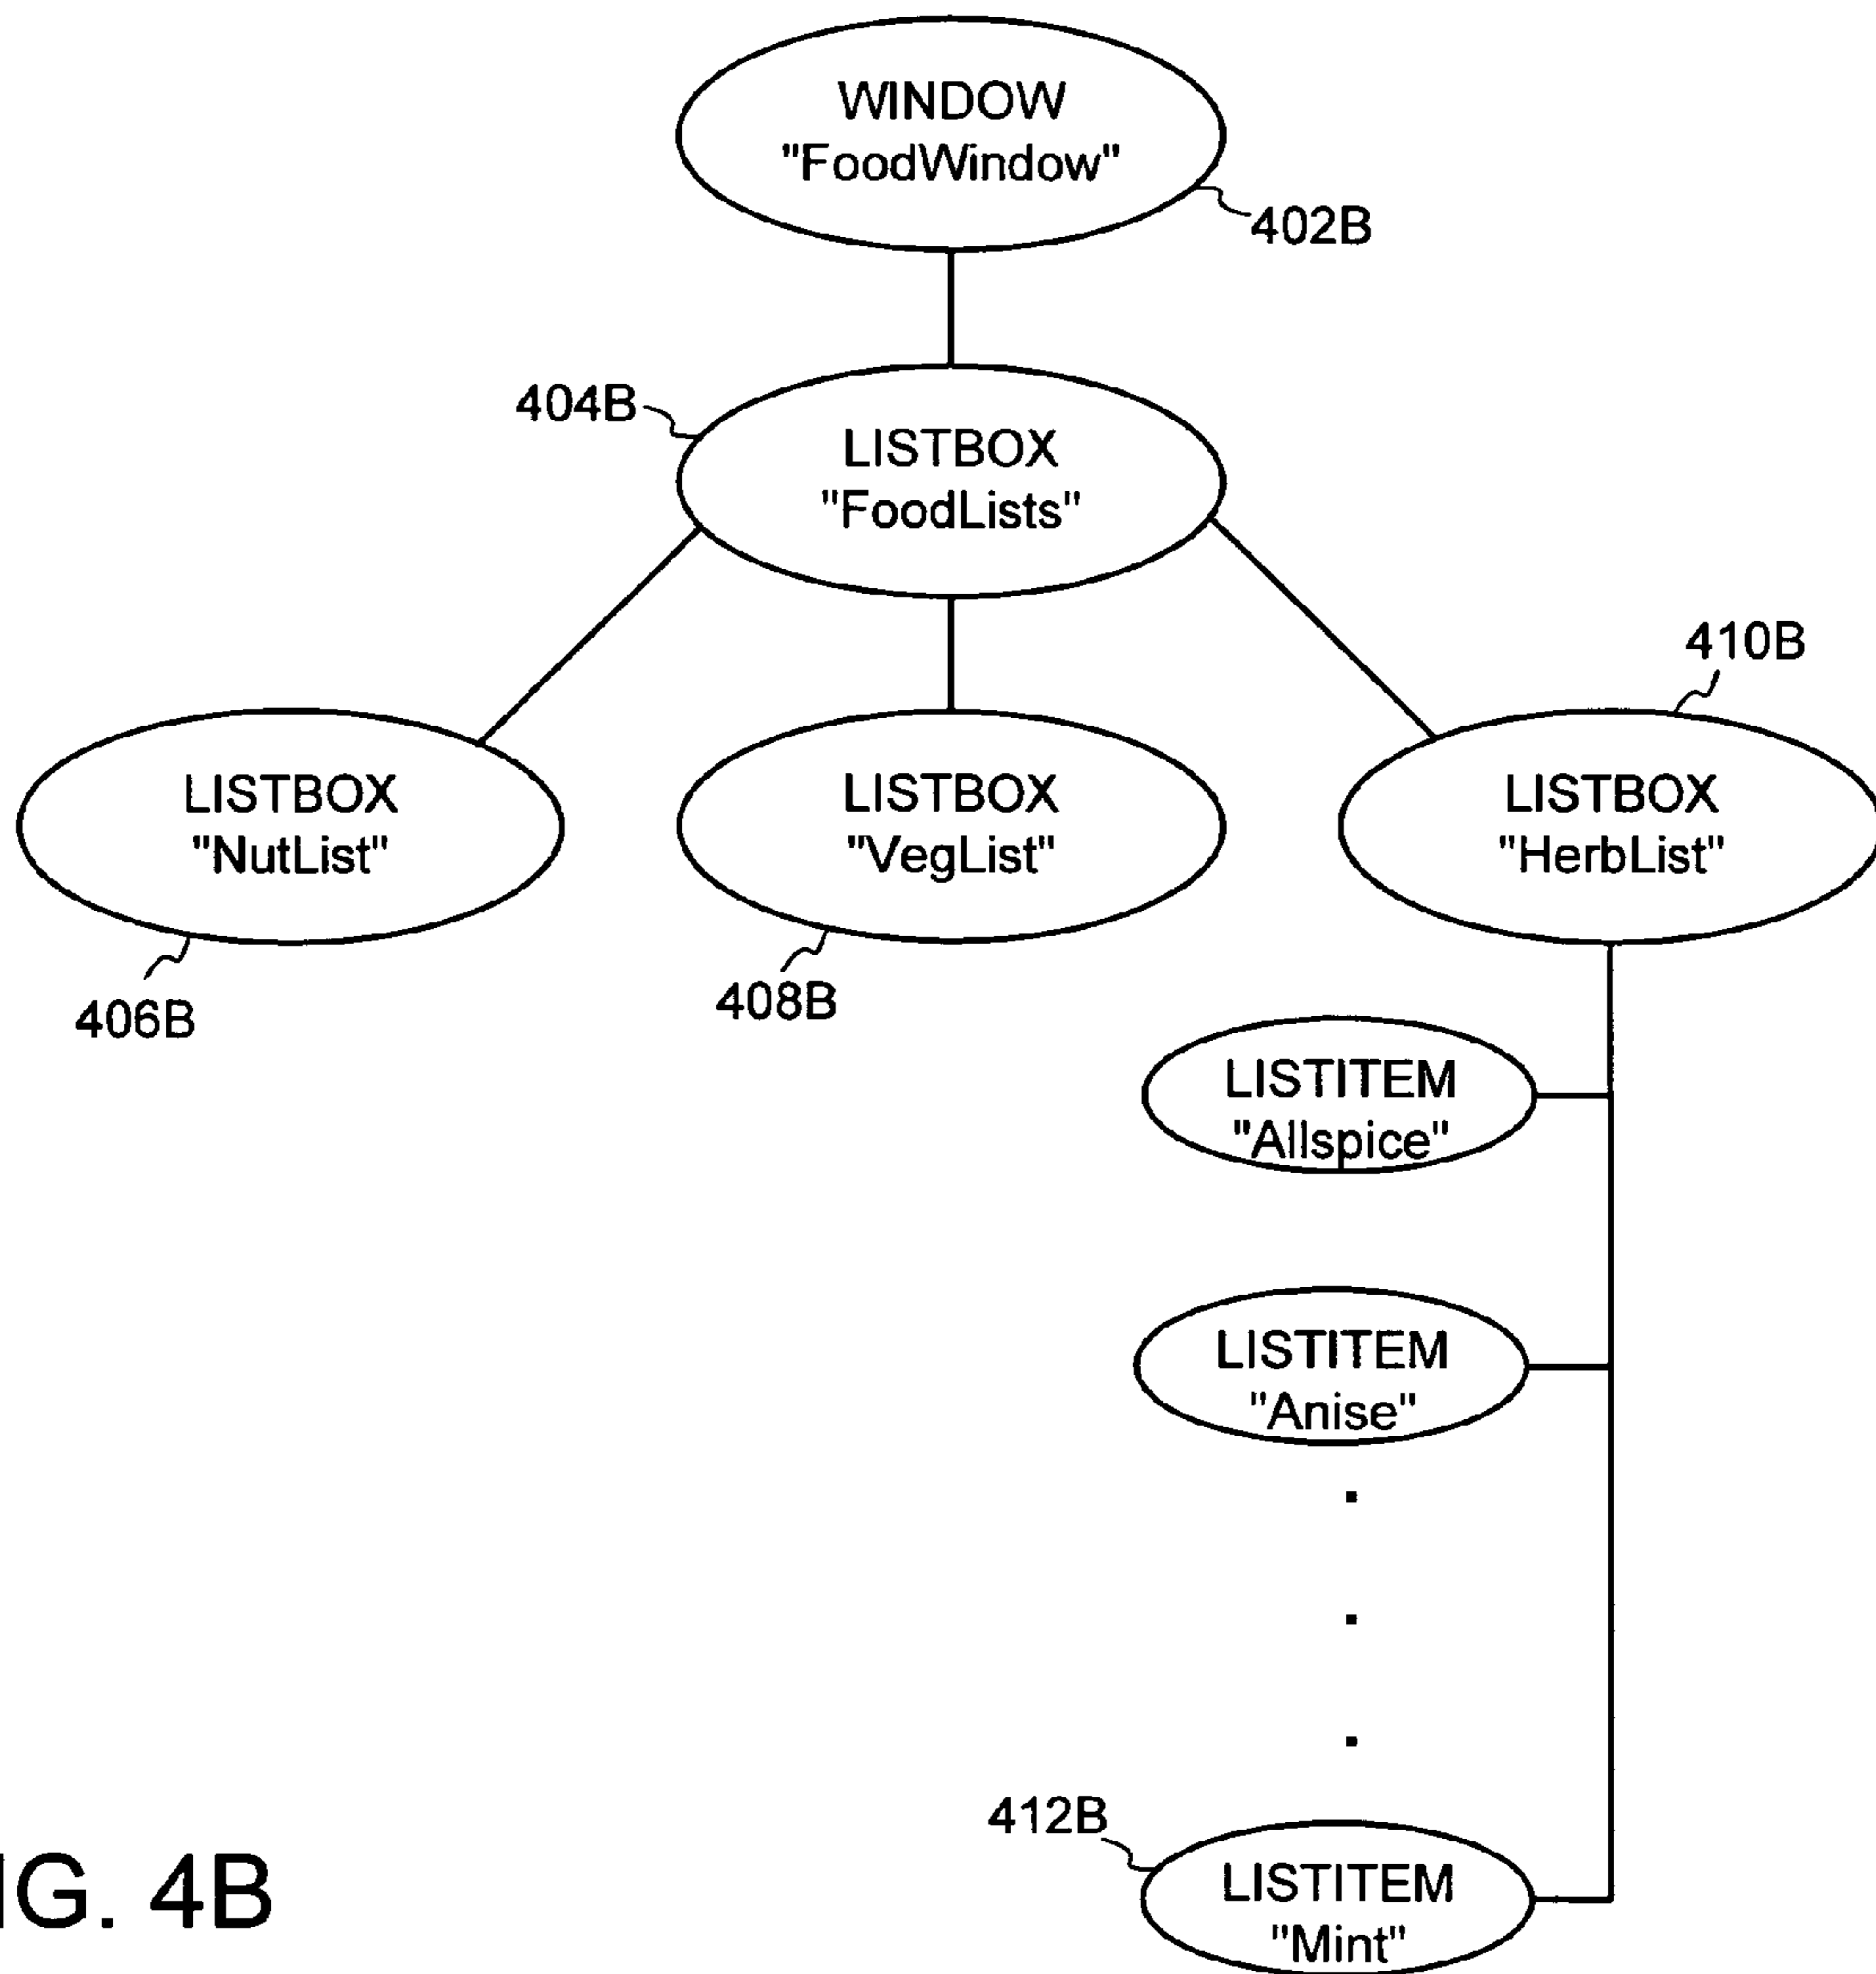 WINDOW
"FoodWindow"
402B
404B
LISTBOX
"FoodLists"
410B
LISTBOX
"NutList"
LISTBOX
"VegList"
LISTBOX
"HerbList"
406B
408B
LISTITEM
"Allspice"
LISTITEM
"Anise"
.
.
.
412B
LISTITEM
"Mint"
IG. 4B